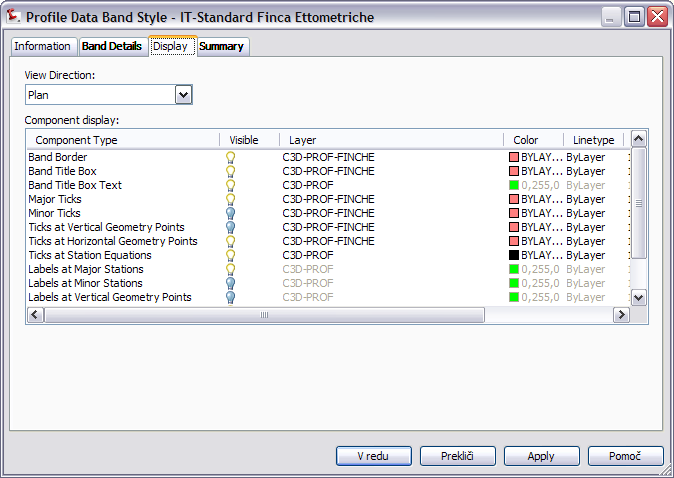 Profile Data Band Style - IT-Standard Finca Ettometriche
Information Band Details Display Summary
View Direction:
Plan
Component display:
Component Type Visible Layer Color Linetype
Band Border C3D-PROF-FINCHE BYLAY... ByLayer
Band Title Box C3D-PROF-FINCHE BYLAY... ByLayer
Band Title Box Text C3D-PROF 0,255,0 ByLayer
Major Ticks C3D-PROF-FINCHE BYLAY... ByLayer
Minor Ticks C3D-PROF-FINCHE BYLAY... ByLayer
Ticks at Vertical Geometry Points C3D-PROF-FINCHE BYLAY... ByLayer
Ticks at Horizontal Geometry Points C3D-PROF-FINCHE BYLAY... ByLayer
Ticks at Station Equations C3D-PROF BYLAY... ByLayer
Labels at Major Stations C3D-PROF 0,255,0 ByLayer
Labels at Minor Stations C3D-PROF 0,255,0 ByLayer
Labels at Vertical Geometry Points C3D-PROF 0,255,0 ByLayer
V redu Prekliči Apply Pomoč